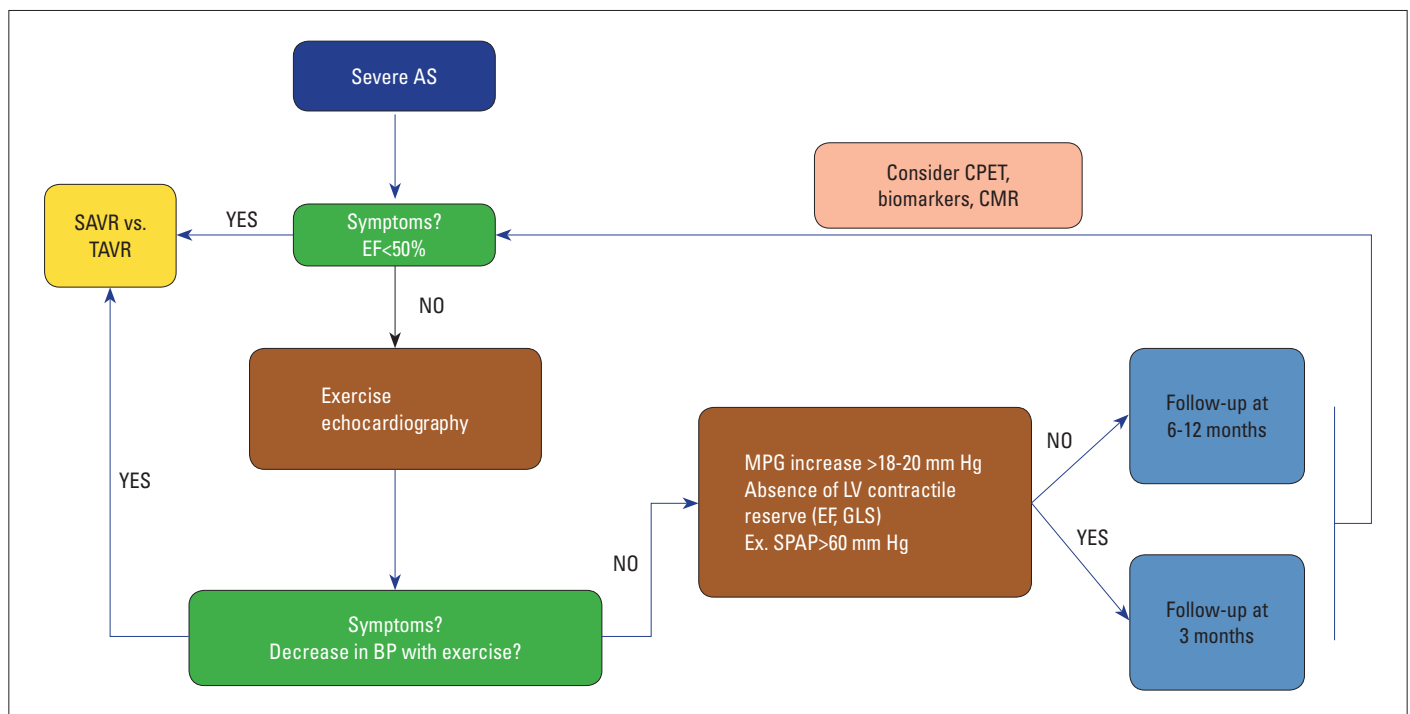 Severe AS
Consider CPET,
biomarkers, CMR
SAVR vs.
TAVR
YES
Symptoms?
EF<50%
NO
Exercise
echocardiography
YES
NO
MPG increase >18-20 mm Hg
Absence of LV contractile
reserve (EF, GLS)
Ex. SPAP>60 mm Hg
NO
Follow-up at
6-12 months
YES
Follow-up at
3 months
Symptoms?
Decrease in BP with exercise?